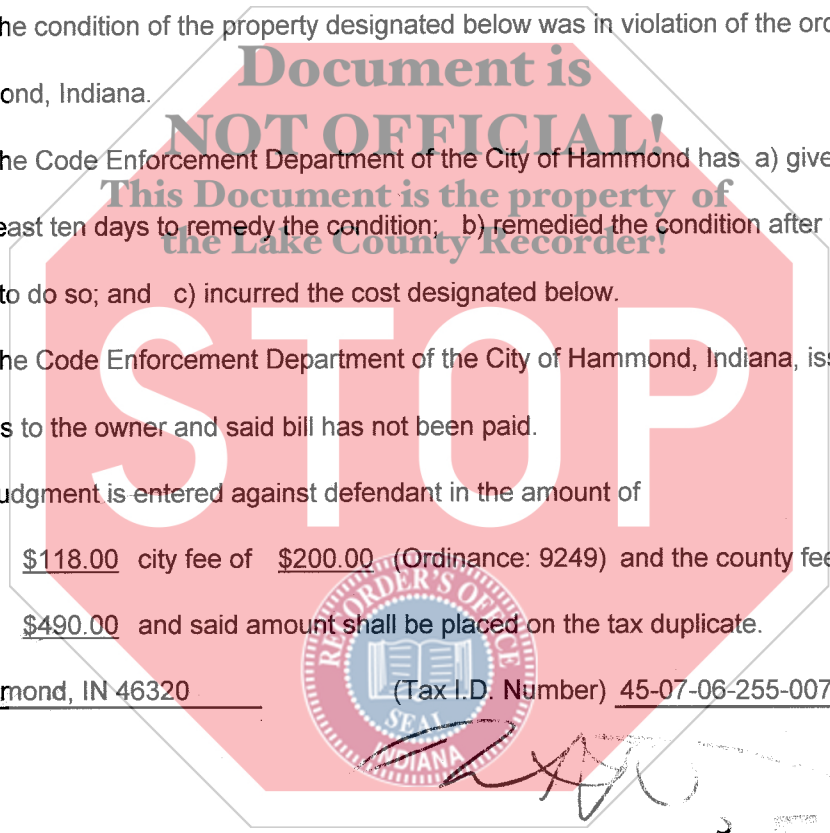 he condition of the property designated below was in violation of the ord
Document is
ond, Indiana.
NOT OFFICIAL!
he Code Enforcement Department of the City of Hammond has a) give
This Document is the property of
east ten days to remedy the condition; b) remedied the condition after
the Lake County Recorder!
to do so; and c) incurred the cost designated below.
STOP
he Code Enforcement Department of the City of Hammond, Indiana, iss
s to the owner and said bill has not been paid.
udgment is entered against defendant in the amount of
$118.00 city fee of $200.00 (Ordinance: 9249) and the county fee
RECORDER'S OFFICE
$490.00 and said amount shall be placed on the tax duplicate.
mond, IN 46320 (Tax I.D. Number) 45-07-06-255-007
SEAL
INDIANA